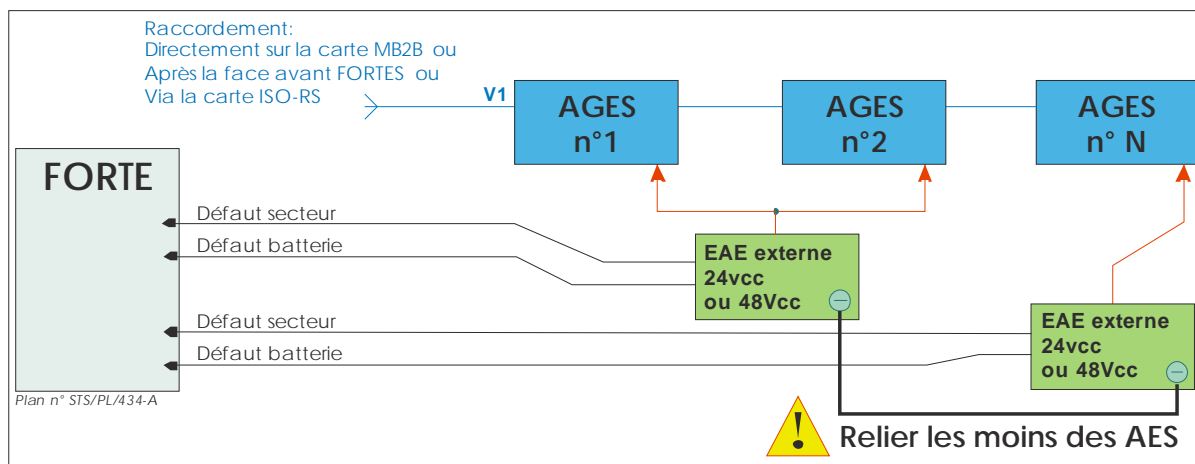 Raccordement:
Directement sur la carte MB2B ou
Après la face avant FORTES ou
Via la carte ISO-RS
V1
AGES
n°1
AGES
n°2
AGES
n° N
FORTE
Défaut secteur
Défaut batterie
EAE externe
24vcc
ou 48Vcc
Défaut secteur
Défaut batterie
EAE externe
24vcc
ou 48Vcc
Plan n° STS/PL/434-A
! Relier les moins des AES